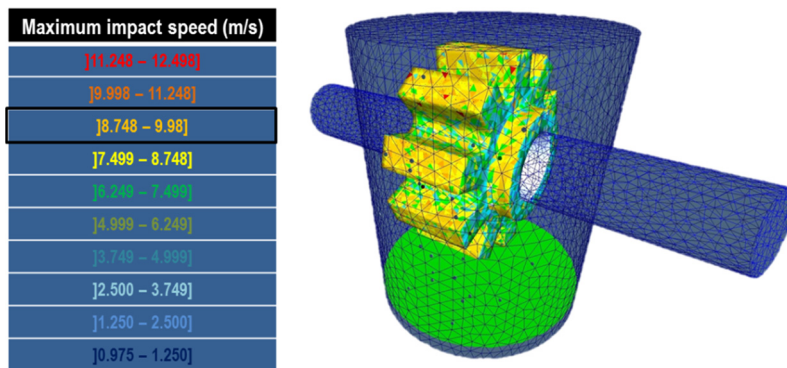 Maximum impact speed (m/s)
]11.248 – 12.498]
]9.998 – 11.248]
]8.748 – 9.98]
]7.499 – 8.748]
]6.249 – 7.499]
]4.999 – 6.249]
]3.749 – 4.999]
]2.500 – 3.749]
]1.250 – 2.500]
]0.975 – 1.250]